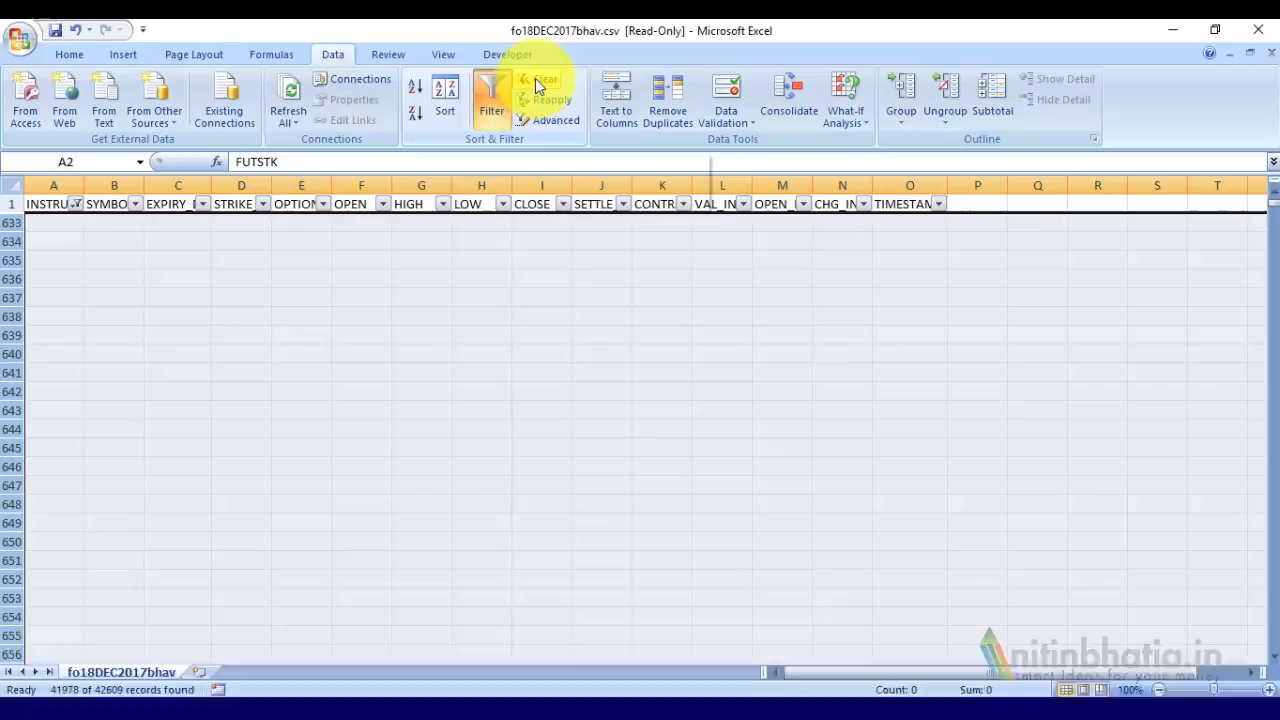 fo18DEC2017bhav.csv [Read-Only] - Microsoft Excel
Home Insert Page Layout Formulas Data Review View Developer
From Access
From Web
From Text
From Other Sources
Existing Connections
Get External Data
Refresh All
Connections
Properties
Edit Links
Connections
Sort
Filter
Clear
Reapply
Advanced
Sort & Filter
Text to Columns
Remove Duplicates
Data Validation
Consolidate
What-If Analysis
Data Tools
Group
Ungroup
Subtotal
Show Detail
Hide Detail
Outline
A2 fx FUTSTK
A B C D E F G H I J K L M N O P Q R S T
1 INSTRU SYMBO EXPIRY_ STRIKE_ OPTION OPEN HIGH LOW CLOSE SETTLE_ CONTR VAL_IN OPEN_ CHG_IN TIMESTAM
633
634
635
636
637
638
639
640
641
642
643
644
645
646
647
648
649
650
651
652
653
654
655
656
nitinbhatia.in
smart ideas for your money
fo18DEC2017bhav
Ready 41978 of 42609 records found Count: 0 Sum: 0 100%